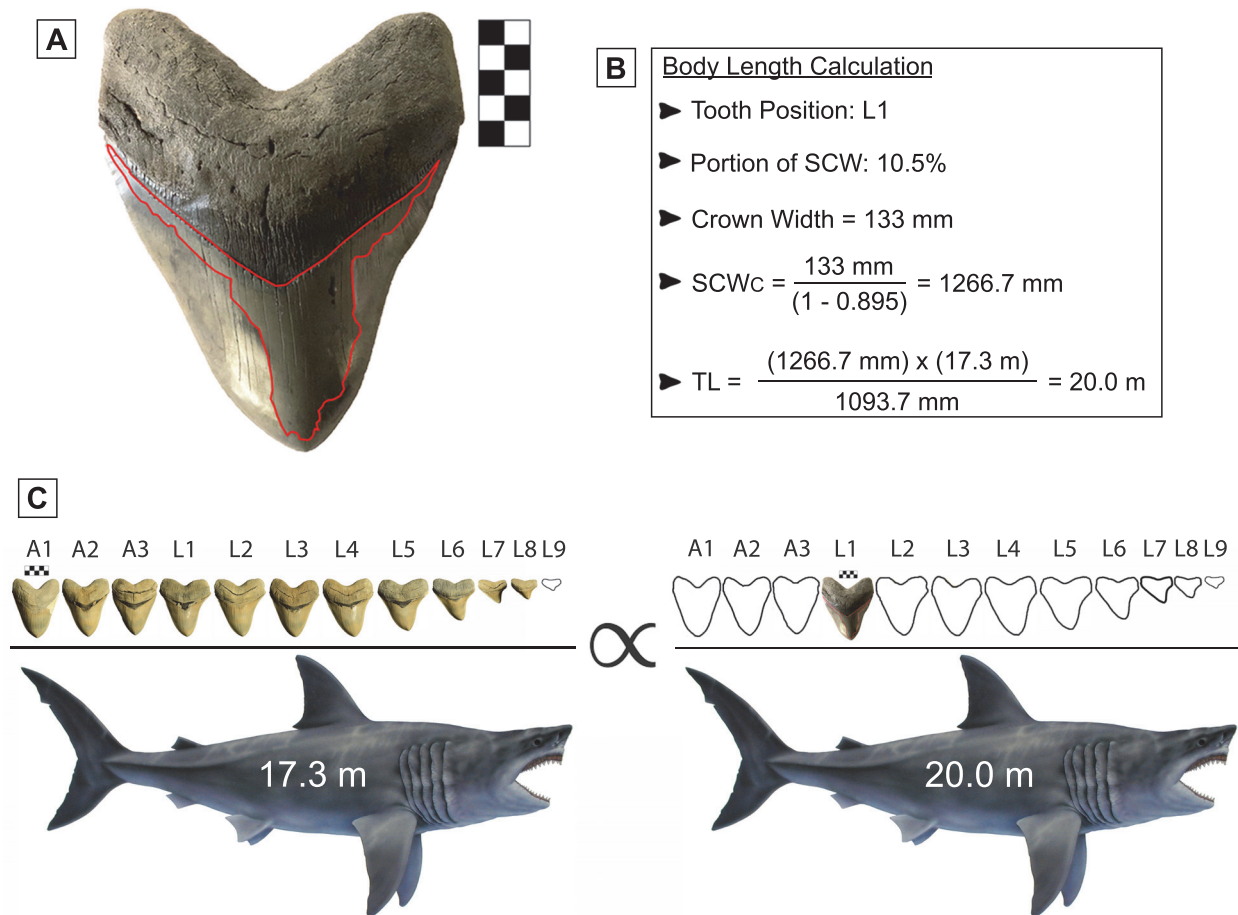 A
B
Body Length Calculation
Tooth Position: L1
Portion of SCW: 10.5%
Crown Width = 133 mm
SCWC = 133 mm / (1 - 0.895) = 1266.7 mm
TL = (1266.7 mm) x (17.3 m) / 1093.7 mm = 20.0 m
C
A1 A2 A3 L1 L2 L3 L4 L5 L6 L7 L8 L9
A1 A2 A3 L1 L2 L3 L4 L5 L6 L7 L8 L9
∝
17.3 m
20.0 m